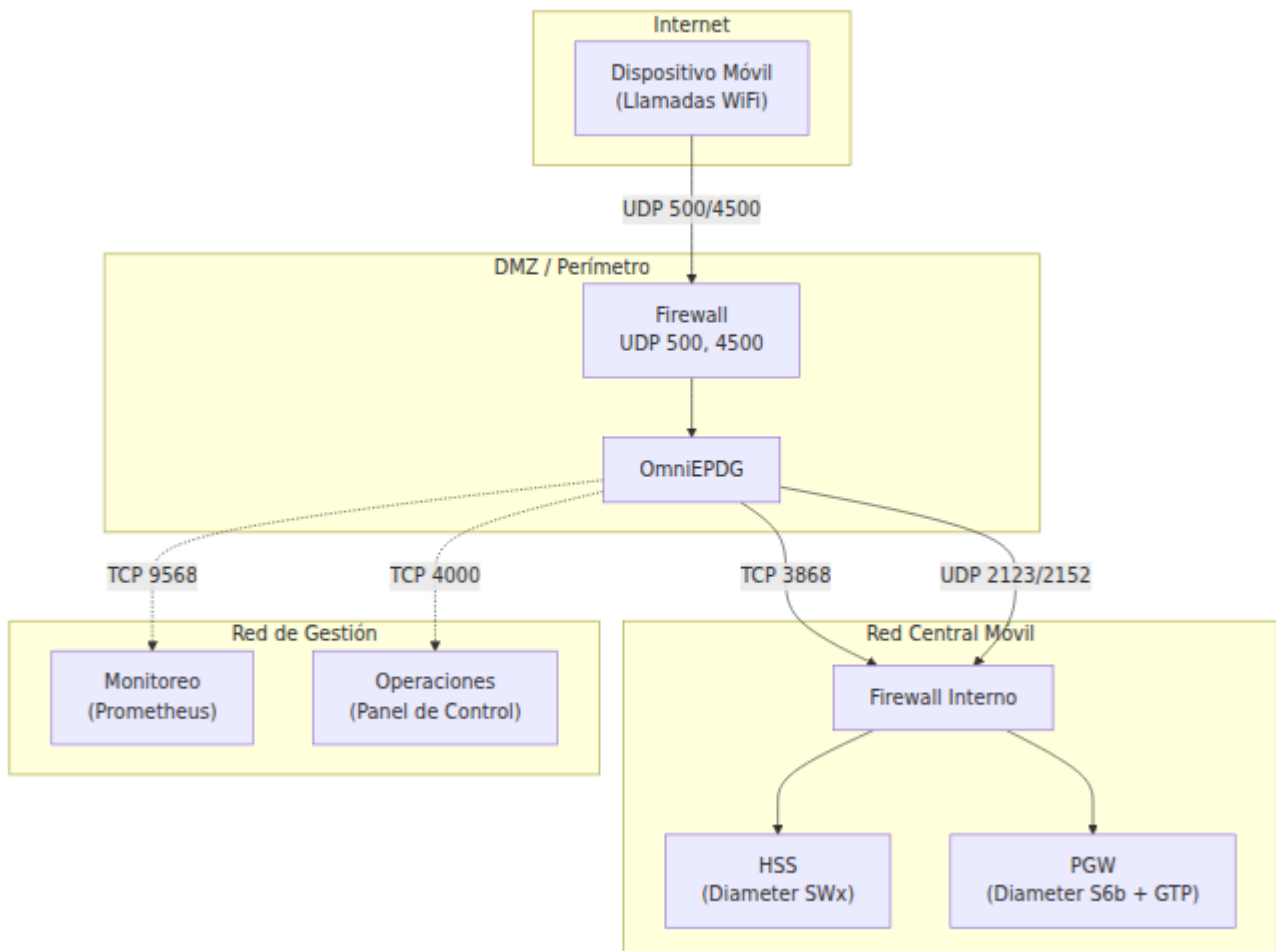 Internet
Dispositivo Móvil
(Llamadas WiFi)
UDP 500/4500
DMZ / Perímetro
Firewall
UDP 500, 4500
OmniEPDG
TCP 9568
TCP 4000
TCP 3868
UDP 2123/2152
Red de Gestión
Monitoreo
(Prometheus)
Operaciones
(Panel de Control)
Red Central Móvil
Firewall Interno
HSS
(Diameter SWx)
PGW
(Diameter S6b + GTP)